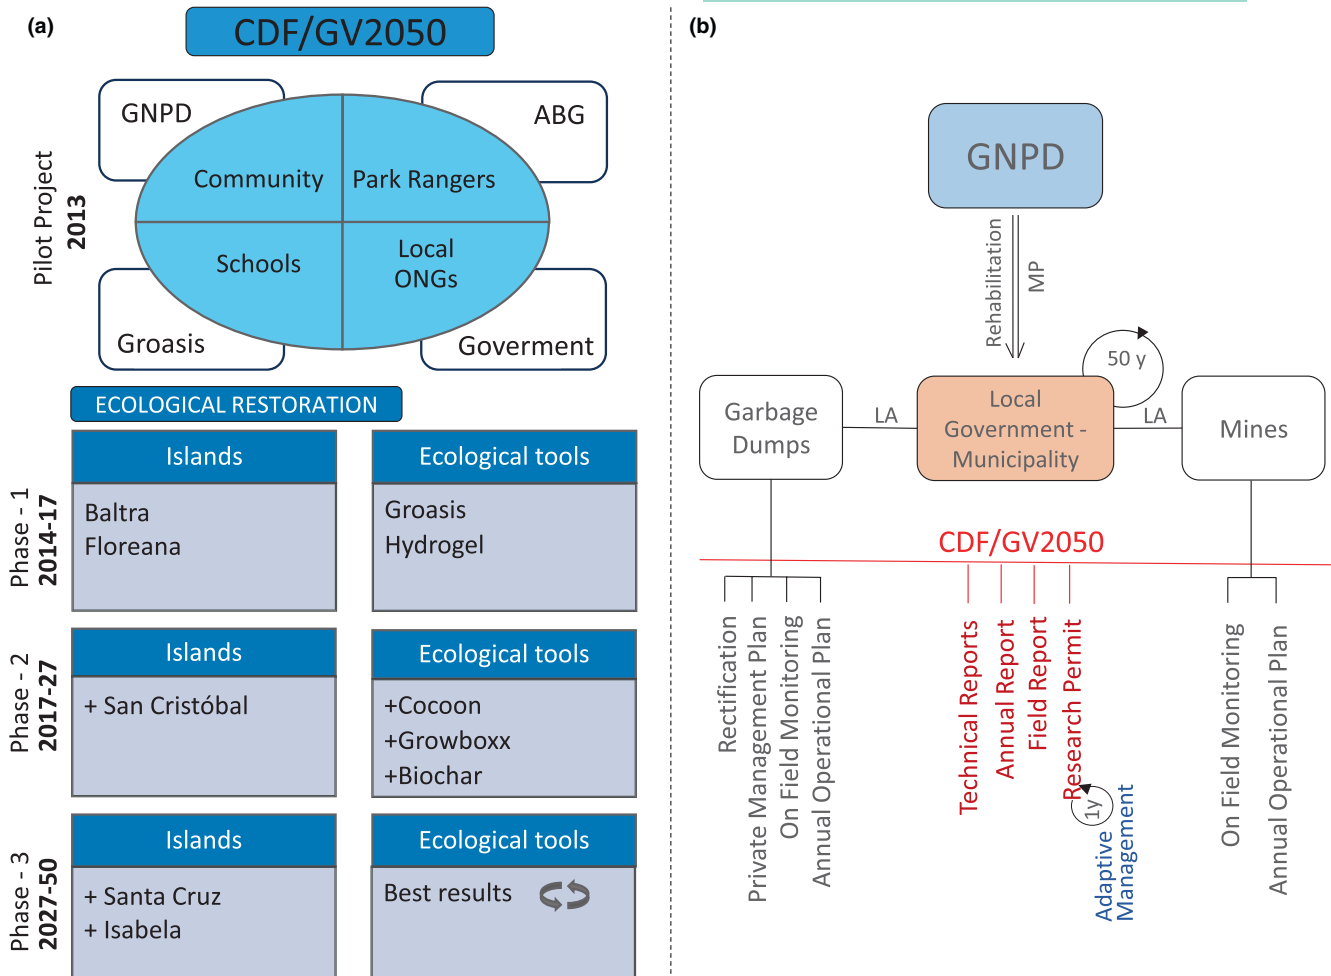 (a)
CDF/GV2050
GNPD
ABG
Community
Park Rangers
Schools
Local
ONGs
Groasis
Goverment
Pilot Project
2013
ECOLOGICAL RESTORATION
Phase - 1
2014-17
Islands
Baltra
Floreana
Ecological tools
Groasis
Hydrogel
Phase - 2
2017-27
Islands
+ San Cristóbal
Ecological tools
+Cocoon
+Growboxx
+Biochar
Phase - 3
2027-50
Islands
+ Santa Cruz
+ Isabela
Ecological tools
Best results
(b)
GNPD
Rehabilitation
MP
50 y
Garbage
Dumps
LA
Local
Government -
Municipality
LA
Mines
CDF/GV2050
Rectification
Private Management Plan
On Field Monitoring
Annual Operational Plan
Technical Reports
Annual Report
Field Report
Research Permit
1y
Adaptive
Management
On Field Monitoring
Annual Operational Plan